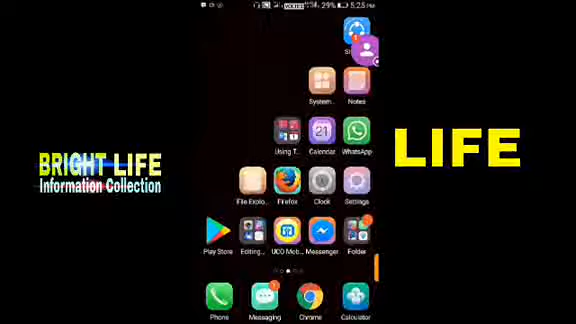 29% 5:25 PM
System..
Notes
21
Using T..
Calendar
WhatsApp
File Explo..
Firefox
Clock
Settings
Play Store
Editing..
UCO Mob..
Messenger
Folder
Phone
Messaging
Chrome
Calculator
BRIGHT LIFE
Information Collection
LIFE